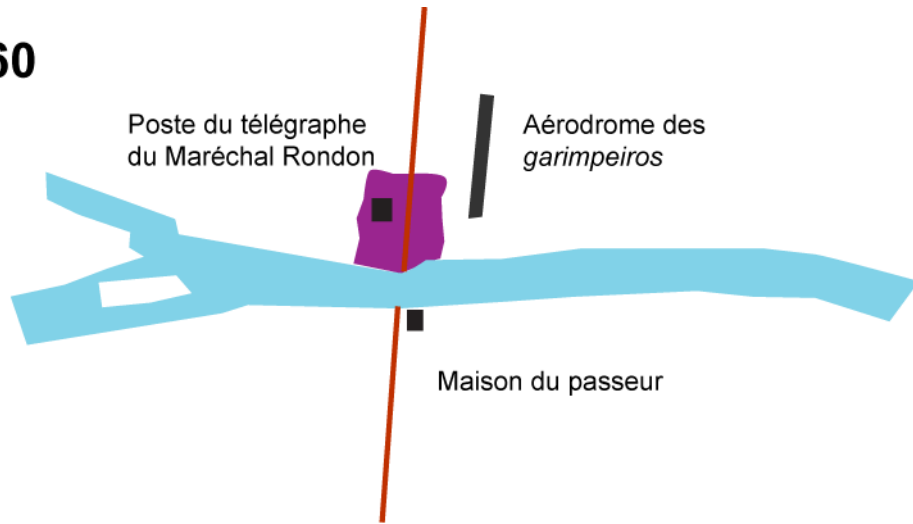 60
Poste du télégraphe
du Maréchal Rondon
Aérodrome des
garimpeiros
Maison du passeur